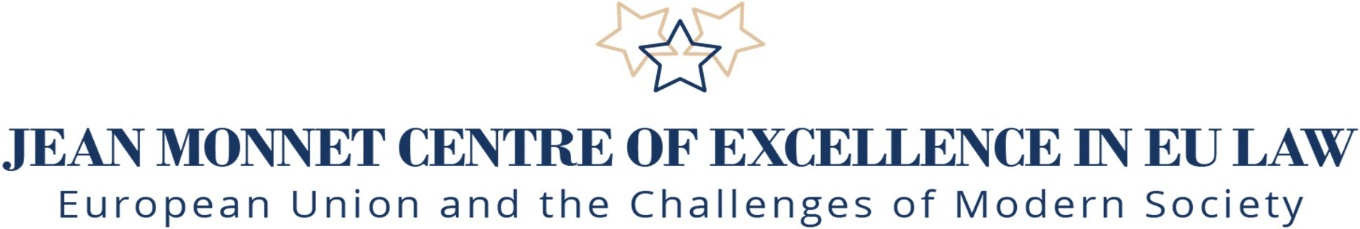 JEAN MONNET CENTRE OF EXCELLENCE IN EU LAW
European Union and the Challenges of Modern Society